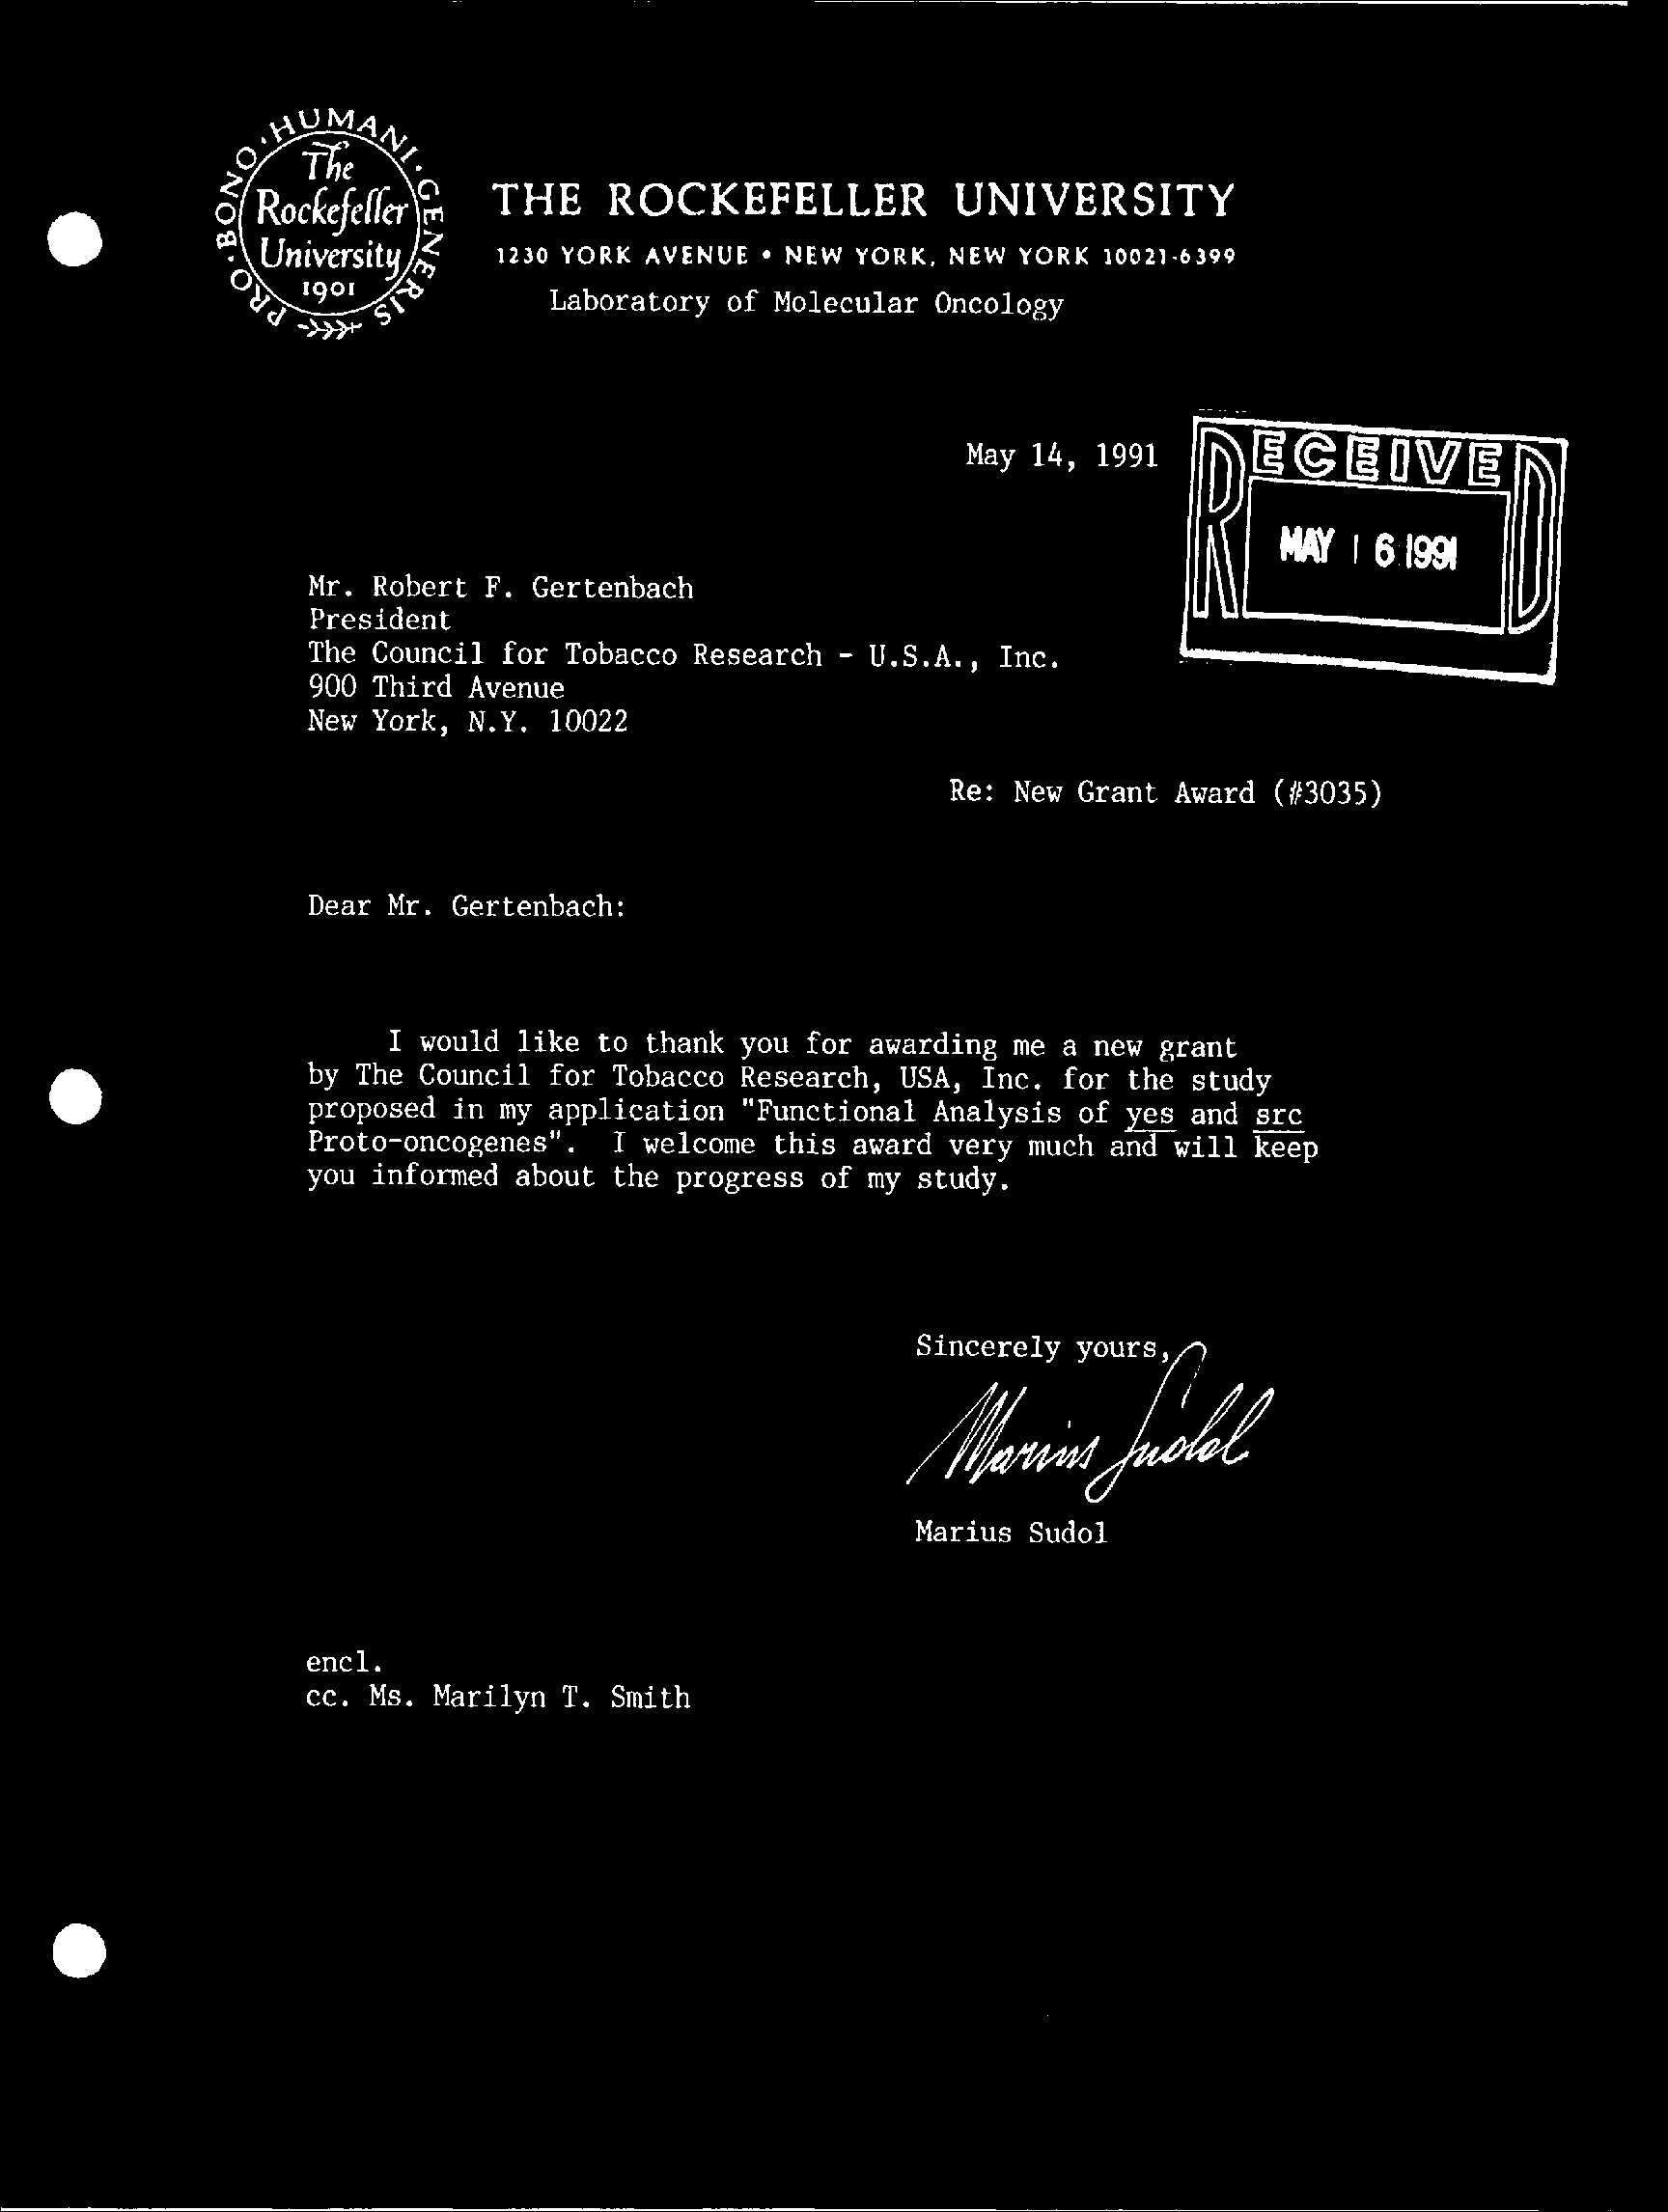 PRO·BONO·HUMANI·GENERIS
The
Rockefeller
University
1901
THE ROCKEFELLER UNIVERSITY
1230 YORK AVENUE • NEW YORK, NEW YORK 10021-6399
Laboratory of Molecular Oncology
May 14, 1991
RECEIVED
MAY 16 1991
Mr. Robert F. Gertenbach
President
The Council for Tobacco Research - U.S.A., Inc.
900 Third Avenue
New York, N.Y. 10022
Re: New Grant Award (#3035)
Dear Mr. Gertenbach:
I would like to thank you for awarding me a new grant
by The Council for Tobacco Research, USA, Inc. for the study
proposed in my application "Functional Analysis of yes and src
Proto-oncogenes". I welcome this award very much and will keep
you informed about the progress of my study.
Sincerely yours,
Marius Sudol
Marius Sudol
encl.
cc. Ms. Marilyn T. Smith